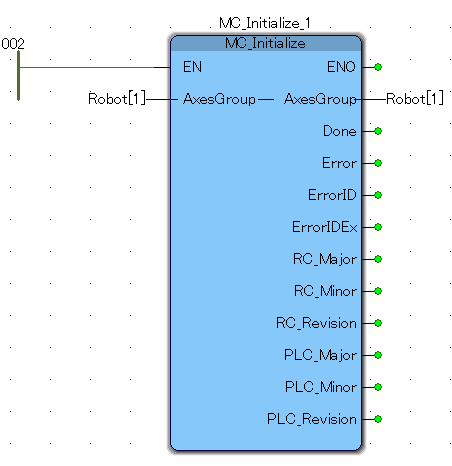 MC_Initialize_1
002
MC_Initialize
EN ENO
Robot[1] AxesGroup AxesGroup Robot[1]
Done
Error
ErrorID
ErrorIDEx
RC_Major
RC_Minor
RC_Revision
PLC_Major
PLC_Minor
PLC_Revision